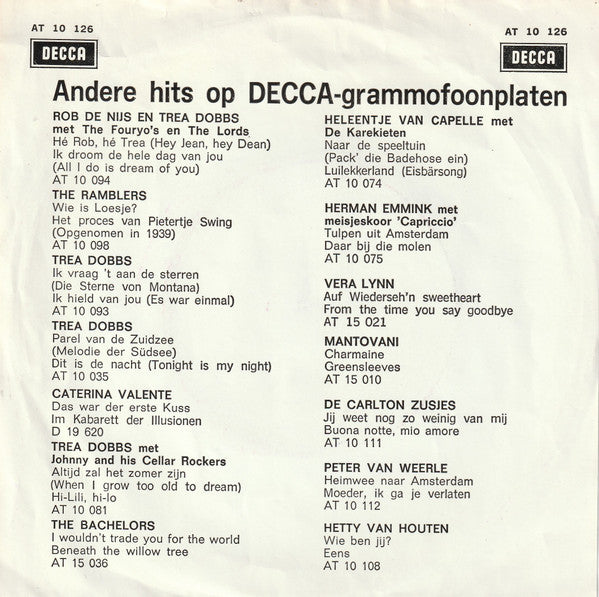 AT 10 126
DECCA
AT 10 126
DECCA
Andere hits op DECCA-grammofoonplaten
ROB DE NIJS EN TREA DOBBS
met The Fouryo's en The Lords
Hé Rob, hé Trea (Hey Jean, hey Dean)
Ik droom de hele dag van jou
(All I do is dream of you)
AT 10 094
THE RAMBLERS
Wie is Loesje?
Het proces van Pietertje Swing
(Opgenomen in 1939)
AT 10 098
TREA DOBBS
Ik vraag 't aan de sterren
(Die Sterne von Montana)
Ik hield van jou (Es war einmal)
AT 10 093
TREA DOBBS
Parel van de Zuidzee
(Melodie der Südsee)
Dit is de nacht (Tonight is my night)
AT 10 035
CATERINA VALENTE
Das war der erste Kuss
Im Kabarett der Illusionen
D 19 620
TREA DOBBS met
Johnny and his Cellar Rockers
Altijd zal het zomer zijn
(When I grow too old to dream)
Hi-Lili, hi-lo
AT 10 081
THE BACHELORS
I wouldn't trade you for the world
Beneath the willow tree
AT 15 036
HELEENTJE VAN CAPELLE met
De Karekieten
Naar de speeltuin
(Pack' die Badehose ein)
Luilekkerland (Eisbärsong)
AT 10 074
HERMAN EMMINK met
meisjeskoor 'Capriccio'
Tulpen uit Amsterdam
Daar bij die molen
AT 10 075
VERA LYNN
Auf Wiederseh'n sweetheart
From the time you say goodbye
AT 15 021
MANTOVANI
Charmaine
Greensleeves
AT 15 010
DE CARLTON ZUSJES
Jij weet nog zo weinig van mij
Buona notte, mio amore
AT 10 111
PETER VAN WEERLE
Heimwee naar Amsterdam
Moeder, ik ga je verlaten
AT 10 112
HETTY VAN HOUTEN
Wie ben jij?
Eens
AT 10 108